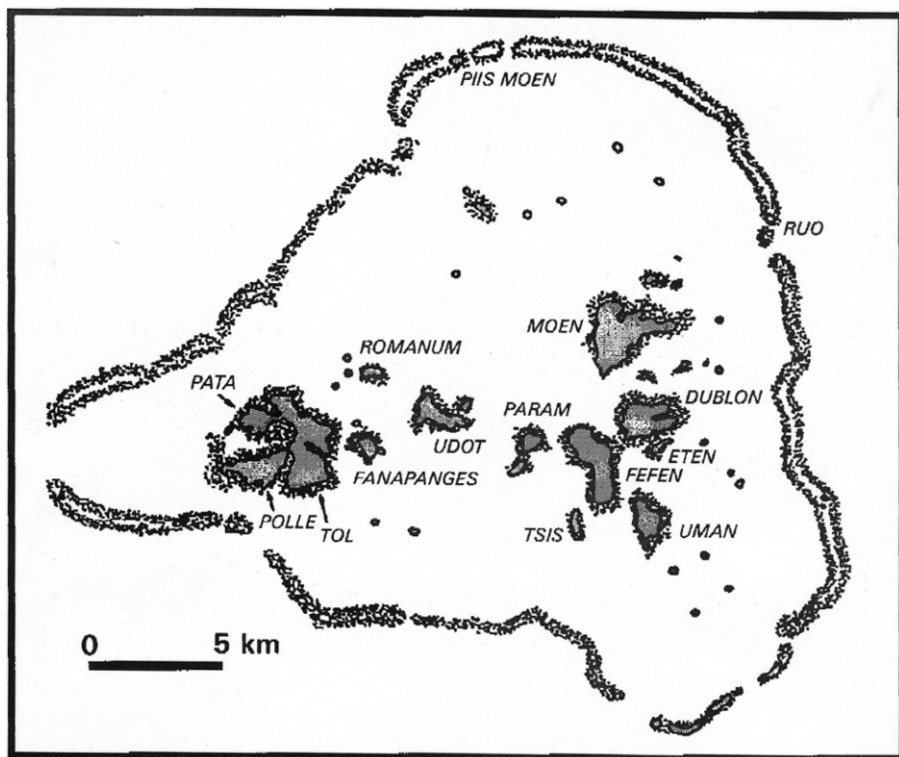 PIIS MOEN
RUO
MOEN
ROMANUM
PATA
DUBLON
PARAM
UDOT
ETEN
FANAPANGES
FEFEN
POLLE
TOL
TSIS
UMAN
0 5 km